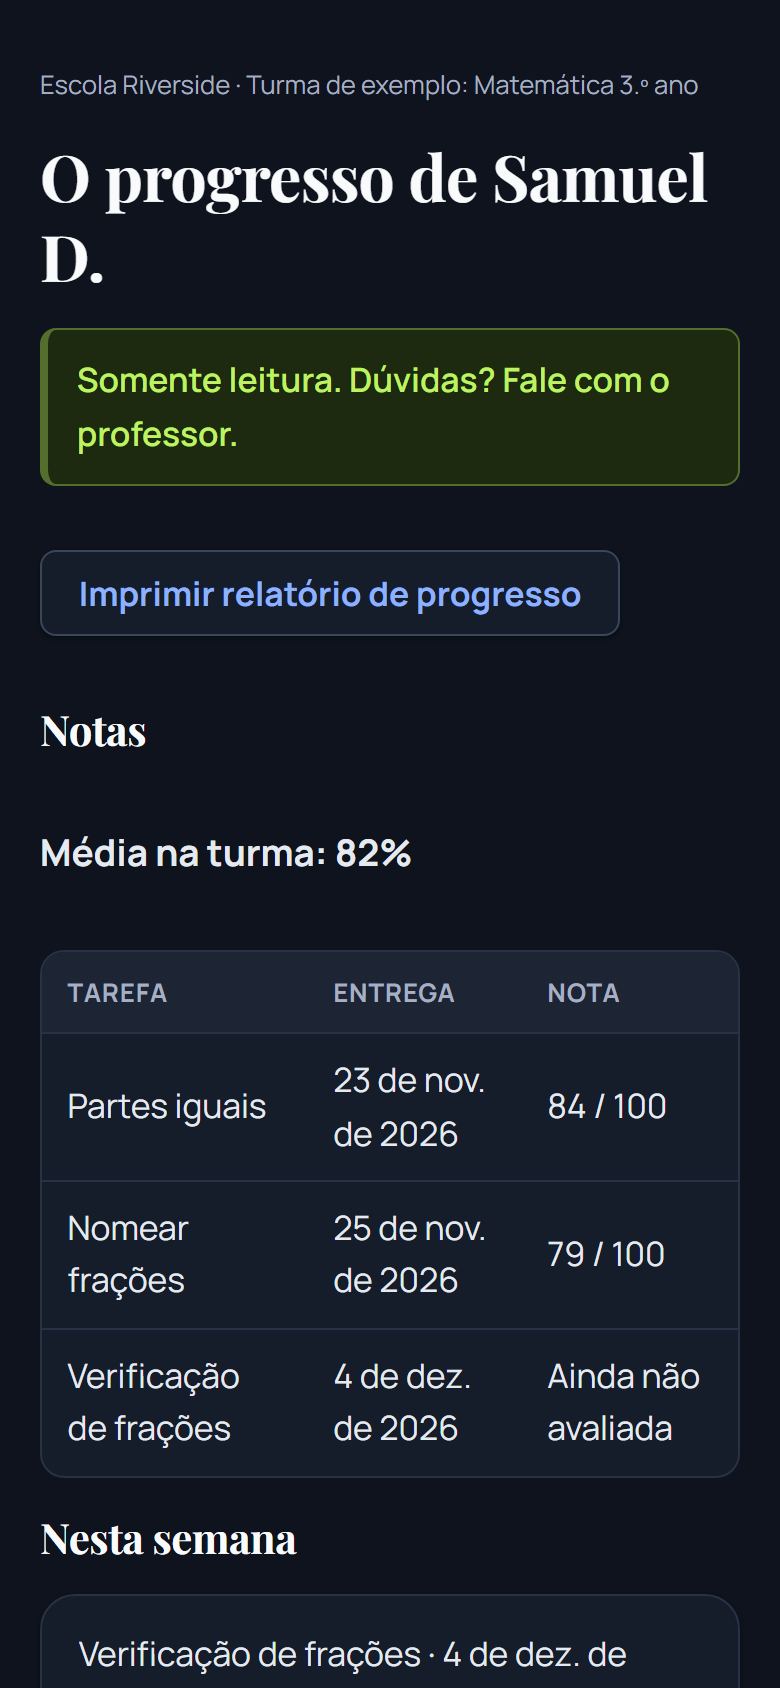 Escola Riverside · Turma de exemplo: Matemática 3.º ano
O progresso de Samuel
D.
Somente leitura. Dúvidas? Fale com o
professor.
Imprimir relatório de progresso
Notas
Média na turma: 82%
TAREFA ENTREGA NOTA
Partes iguais 23 de nov. de 2026 84 / 100
Nomear frações 25 de nov. de 2026 79 / 100
Verificação de frações 4 de dez. de 2026 Ainda não avaliada
Nesta semana
Verificação de frações · 4 de dez. de